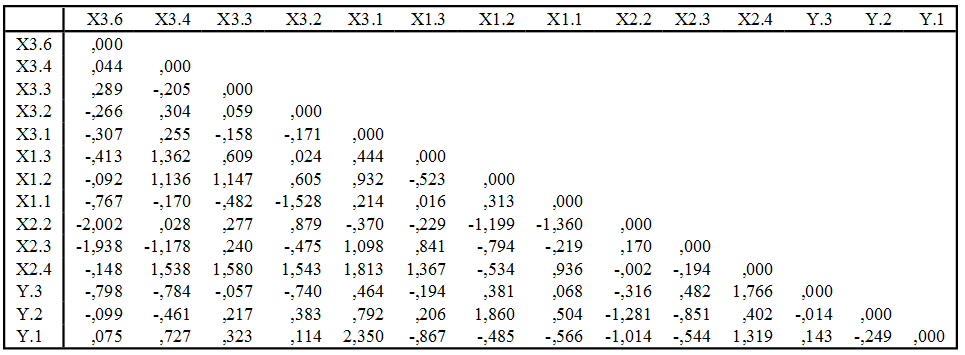 X3.6 X3.4 X3.3 X3.2 X3.1 X1.3 X1.2 X1.1 X2.2 X2.3 X2.4 Y.3 Y.2 Y.1
X3.6 ,000
X3.4 ,044 ,000
X3.3 ,289 -,205 ,000
X3.2 -,266 ,304 ,059 ,000
X3.1 -,307 ,255 -,158 -,171 ,000
X1.3 -,413 1,362 ,609 ,024 ,444 ,000
X1.2 -,092 1,136 1,147 ,605 ,932 -,523 ,000
X1.1 -,767 -,170 -,482 -1,528 ,214 ,016 ,313 ,000
X2.2 -2,002 ,028 ,277 ,879 -,370 -,229 -1,199 -1,360 ,000
X2.3 -1,938 -1,178 ,240 -,475 1,098 ,841 -,794 -,219 ,170 ,000
X2.4 -,148 1,538 1,580 1,543 1,813 1,367 -,534 ,936 -,002 -,194 ,000
Y.3 -,798 -,784 -,057 -,740 ,464 -,194 ,381 ,068 -,316 ,482 1,766 ,000
Y.2 -,099 -,461 ,217 ,383 ,792 ,206 1,860 ,504 -1,281 -,851 ,402 -,014 ,000
Y.1 ,075 ,727 ,323 ,114 2,350 -,867 -,485 -,566 -1,014 -,544 1,319 ,143 -,249 ,000